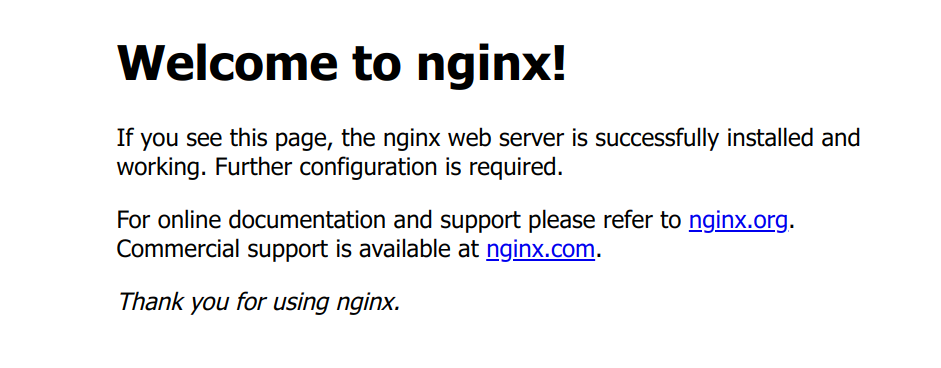 Welcome to nginx!
If you see this page, the nginx web server is successfully installed and
working. Further configuration is required.
For online documentation and support please refer to nginx.org.
Commercial support is available at nginx.com.
Thank you for using nginx.